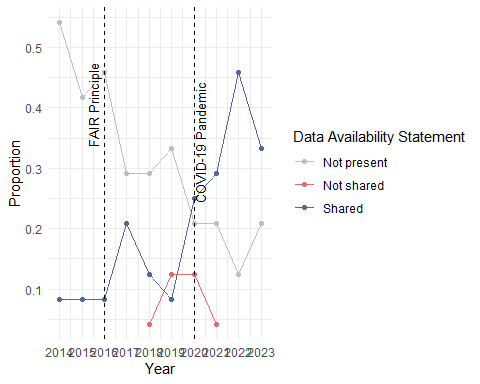 0.5
0.4
0.3
0.2
0.1
Proportion
FAIR Principle
COVID-19 Pandemic
2014 2015 2016 2017 2018 2019 2020 2021 2022 2023
Year
Data Availability Statement
Not present
Not shared
Shared